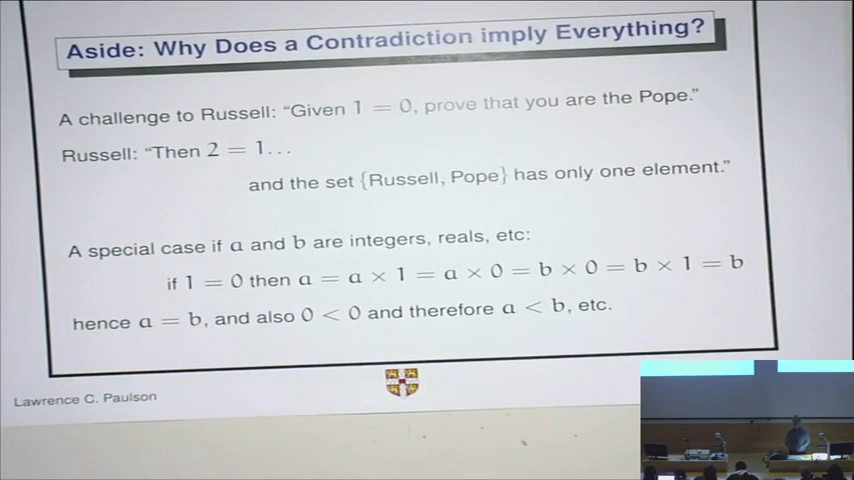 Aside: Why Does a Contradiction imply Everything?
A challenge to Russell: “Given 1 = 0, prove that you are the Pope.”
Russell: “Then 2 = 1...
and the set {Russell, Pope} has only one element.”
A special case if a and b are integers, reals, etc:
if 1 = 0 then a = a × 1 = a × 0 = b × 0 = b × 1 = b
hence a = b, and also 0 < 0 and therefore a < b, etc.
Lawrence C. Paulson